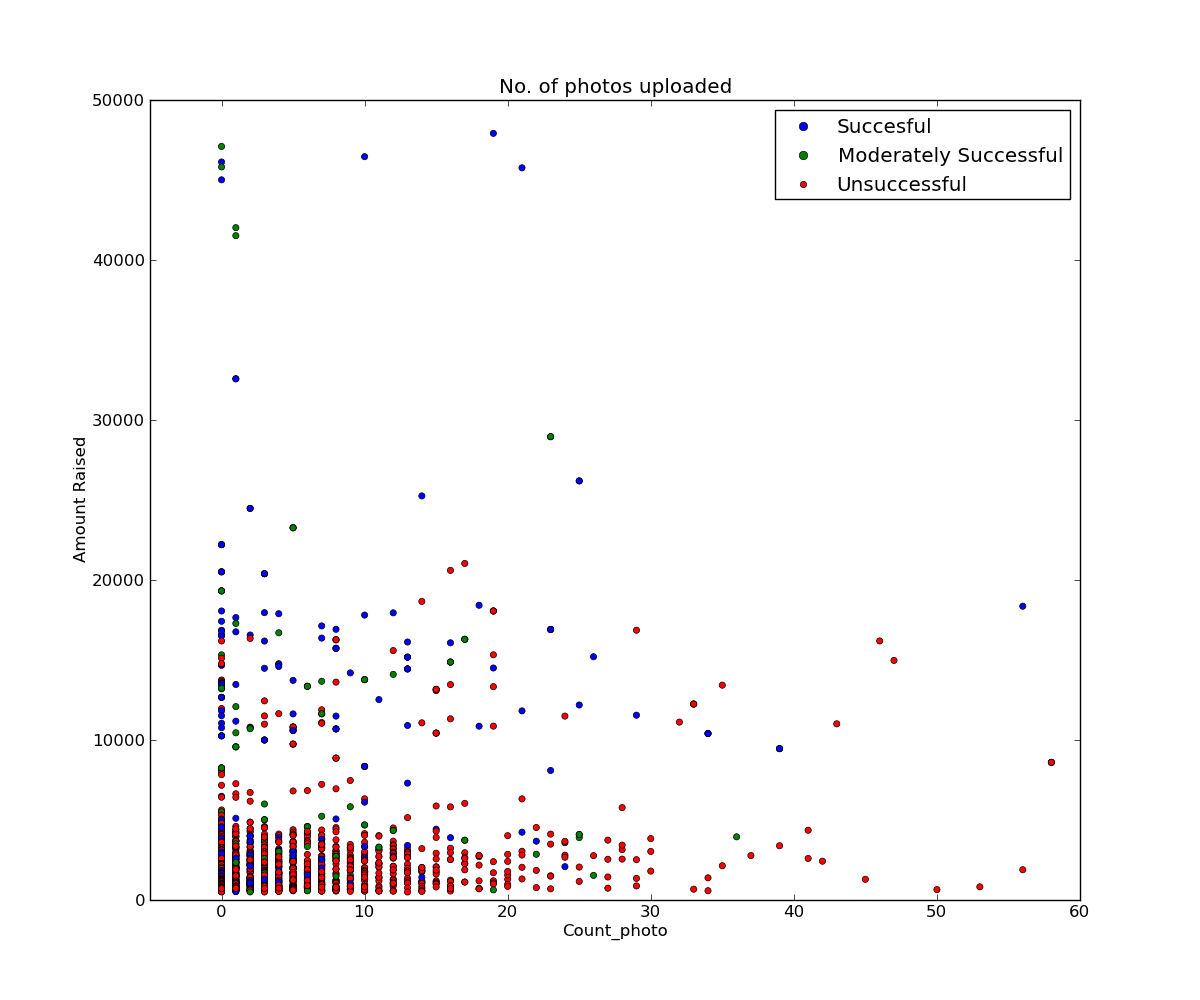 No. of photos uploaded
50000
40000
30000
20000
10000
0
Amount Raised
Succesful
Moderately Successful
Unsuccessful
0 10 20 30 40 50 60
Count_photo